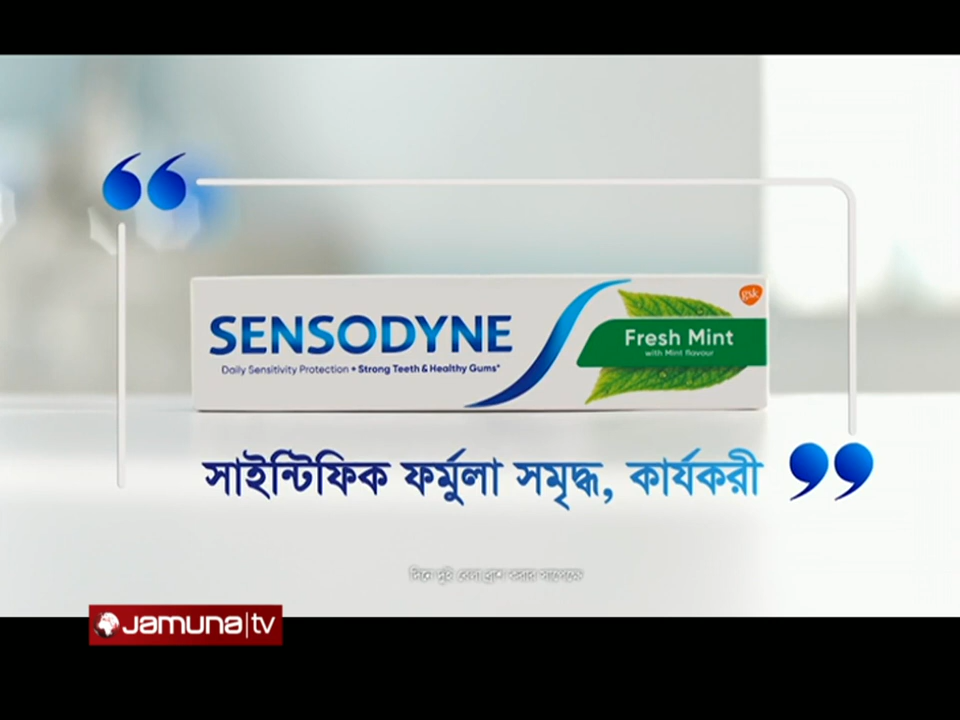 SENSODYNE
Daily Sensitivity Protection + Strong Teeth & Healthy Gums*
Fresh Mint
with Mint flavour
gsk
“ সাইন্টিফিক ফর্মুলা সমৃদ্ধ, কার্যকরী ”
দিনে দুই বেলা ব্রাশ করার সাপেক্ষে
Jamuna|tv